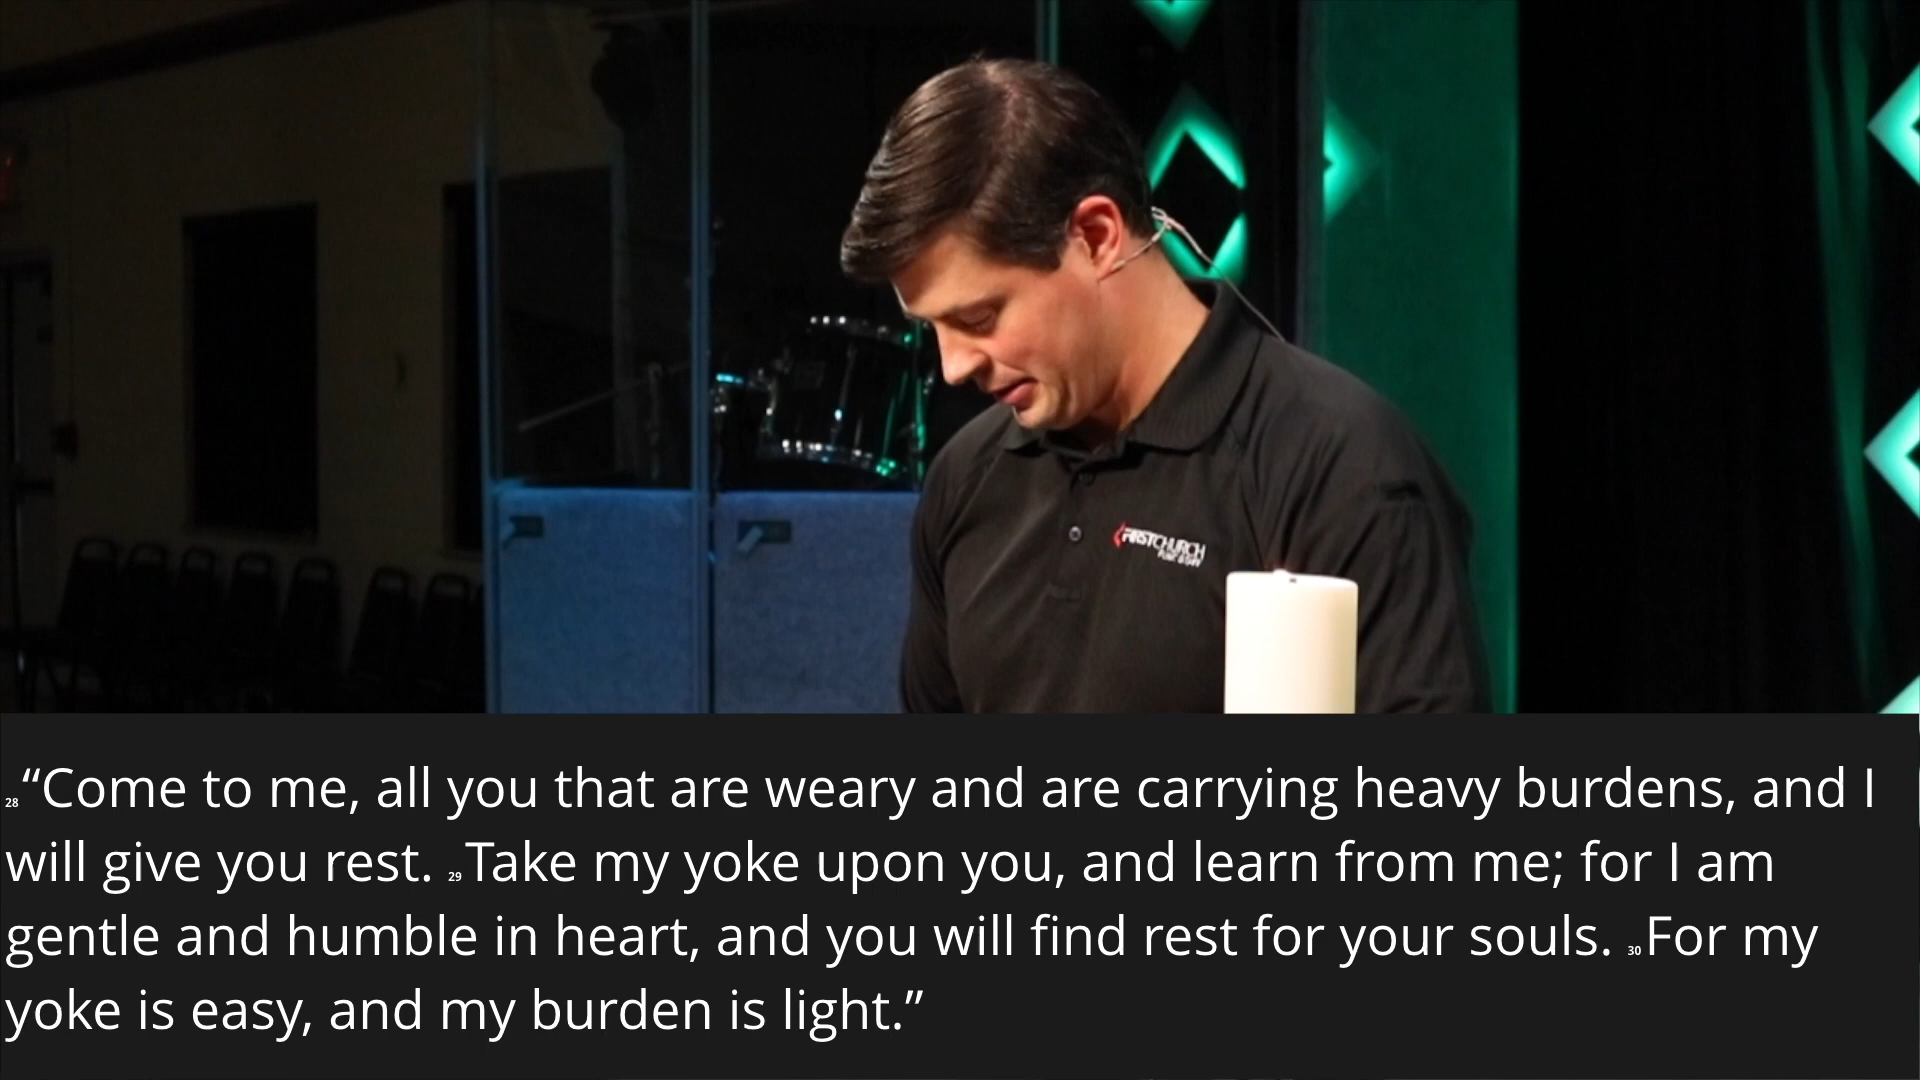 FIRSTCHURCH
28“Come to me, all you that are weary and are carrying heavy burdens, and I
will give you rest. 29Take my yoke upon you, and learn from me; for I am
gentle and humble in heart, and you will find rest for your souls. 30For my
yoke is easy, and my burden is light.”